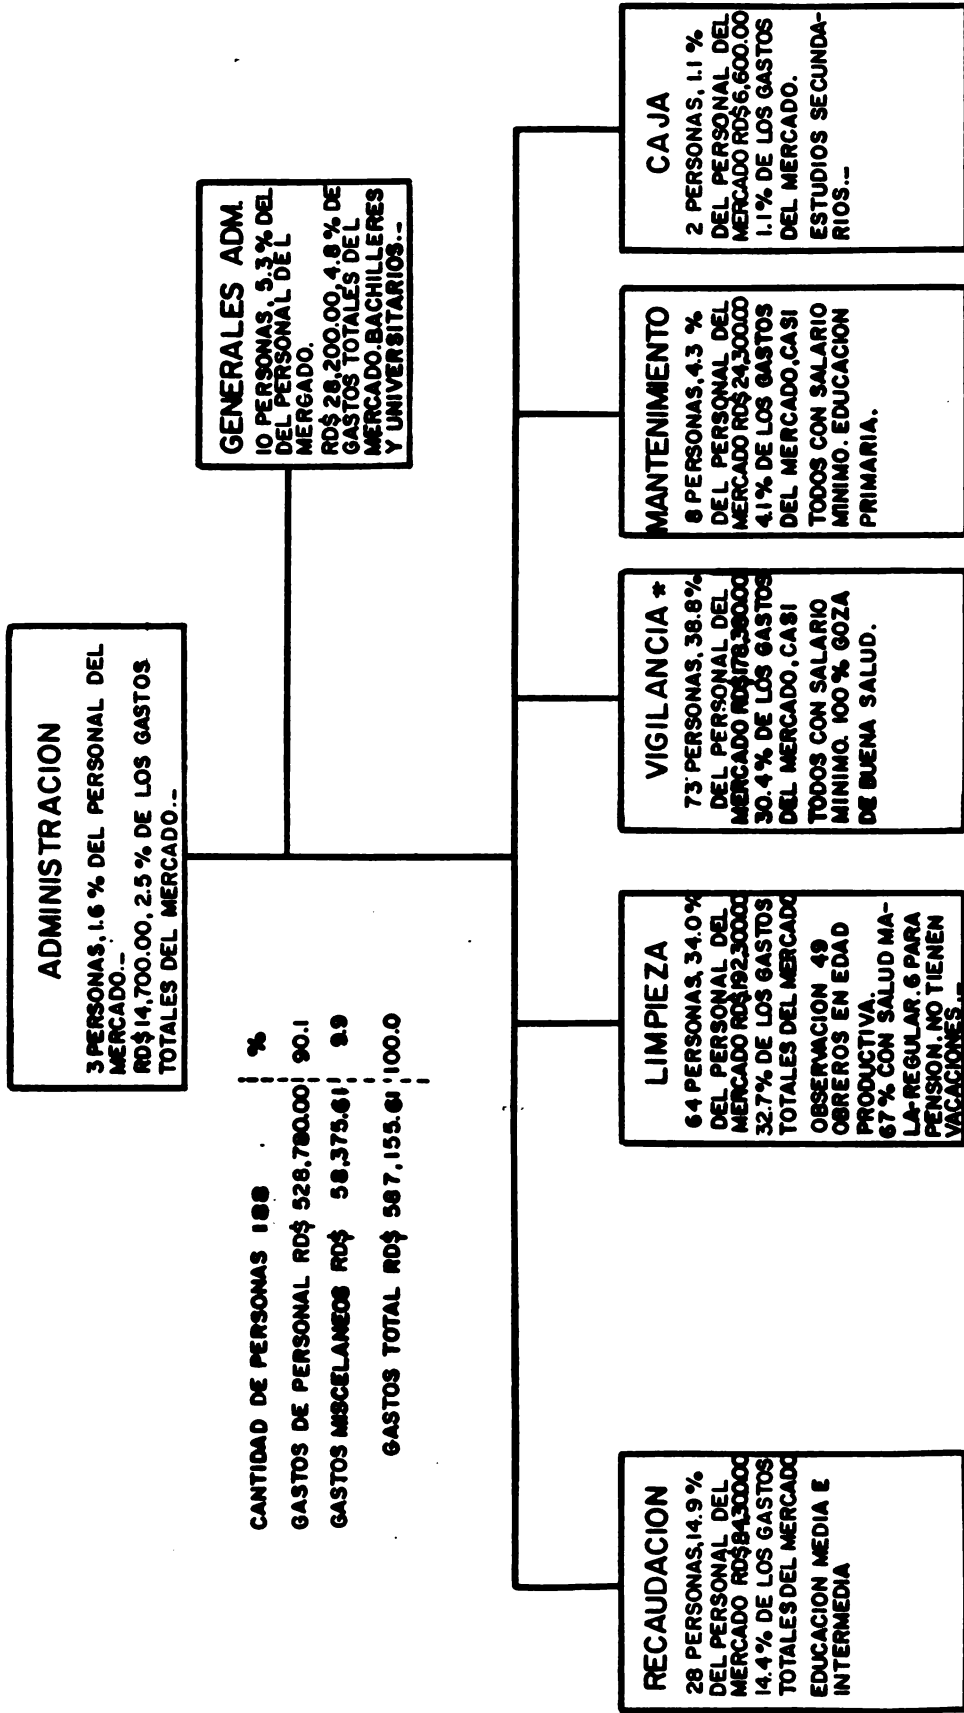 ADMINISTRACION
3 PERSONAS, 1.6 % DEL PERSONAL DEL
MERCADO.–
RD$ 14,700.00, 2.5 % DE LOS GASTOS
TOTALES DEL MERCADO.–
GENERALES ADM.
10 PERSONAS, 5.3 % DEL
DEL PERSONAL DEL
MERCADO.
RD$ 28,200.00, 4.8 % DE
GASTOS TOTALES DEL
MERCADO. BACHILLERES
Y UNIVERSITARIOS.–
CANTIDAD DE PERSONAS 188 %
GASTOS DE PERSONAL RD$ 528,780.00 90.1
GASTOS MISCELANEOS RD$ 58,375.61 9.9
GASTOS TOTAL RD$ 587,155.61 100.0
RECAUDACION
28 PERSONAS, 14.9 %
DEL PERSONAL DEL
MERCADO RD$ 84,300.00
14.4 % DE LOS GASTOS
TOTALES DEL MERCADO
EDUCACION MEDIA E
INTERMEDIA
LIMPIEZA
64 PERSONAS, 34.0 %
DEL PERSONAL DEL
MERCADO RD$ 192,300.00
32.7 % DE LOS GASTOS
TOTALES DEL MERCADO
OBSERVACION 49
OBREROS EN EDAD
PRODUCTIVA.
67 % CON SALUD MA-
LA-REGULAR. 6 PARA
PENSION. NO TIENEN
VACACIONES.–
VIGILANCIA *
73 PERSONAS, 38.8 %
DEL PERSONAL DEL
MERCADO RD$ 178,380.00
30.4 % DE LOS GASTOS
DEL MERCADO, CASI
TODOS CON SALARIO
MINIMO. 100 % GOZA
DE BUENA SALUD.
MANTENIMIENTO
8 PERSONAS, 4.3 %
DEL PERSONAL DEL
MERCADO RD$ 24,300.00
4.1 % DE LOS GASTOS
DEL MERCADO, CASI
TODOS CON SALARIO
MINIMO. EDUCACION
PRIMARIA.
CAJA
2 PERSONAS, 1.1 %
DEL PERSONAL DEL
MERCADO RD$ 6,600.00
1.1 % DE LOS GASTOS
DEL MERCADO.
ESTUDIOS SECUNDA-
RIOS.–